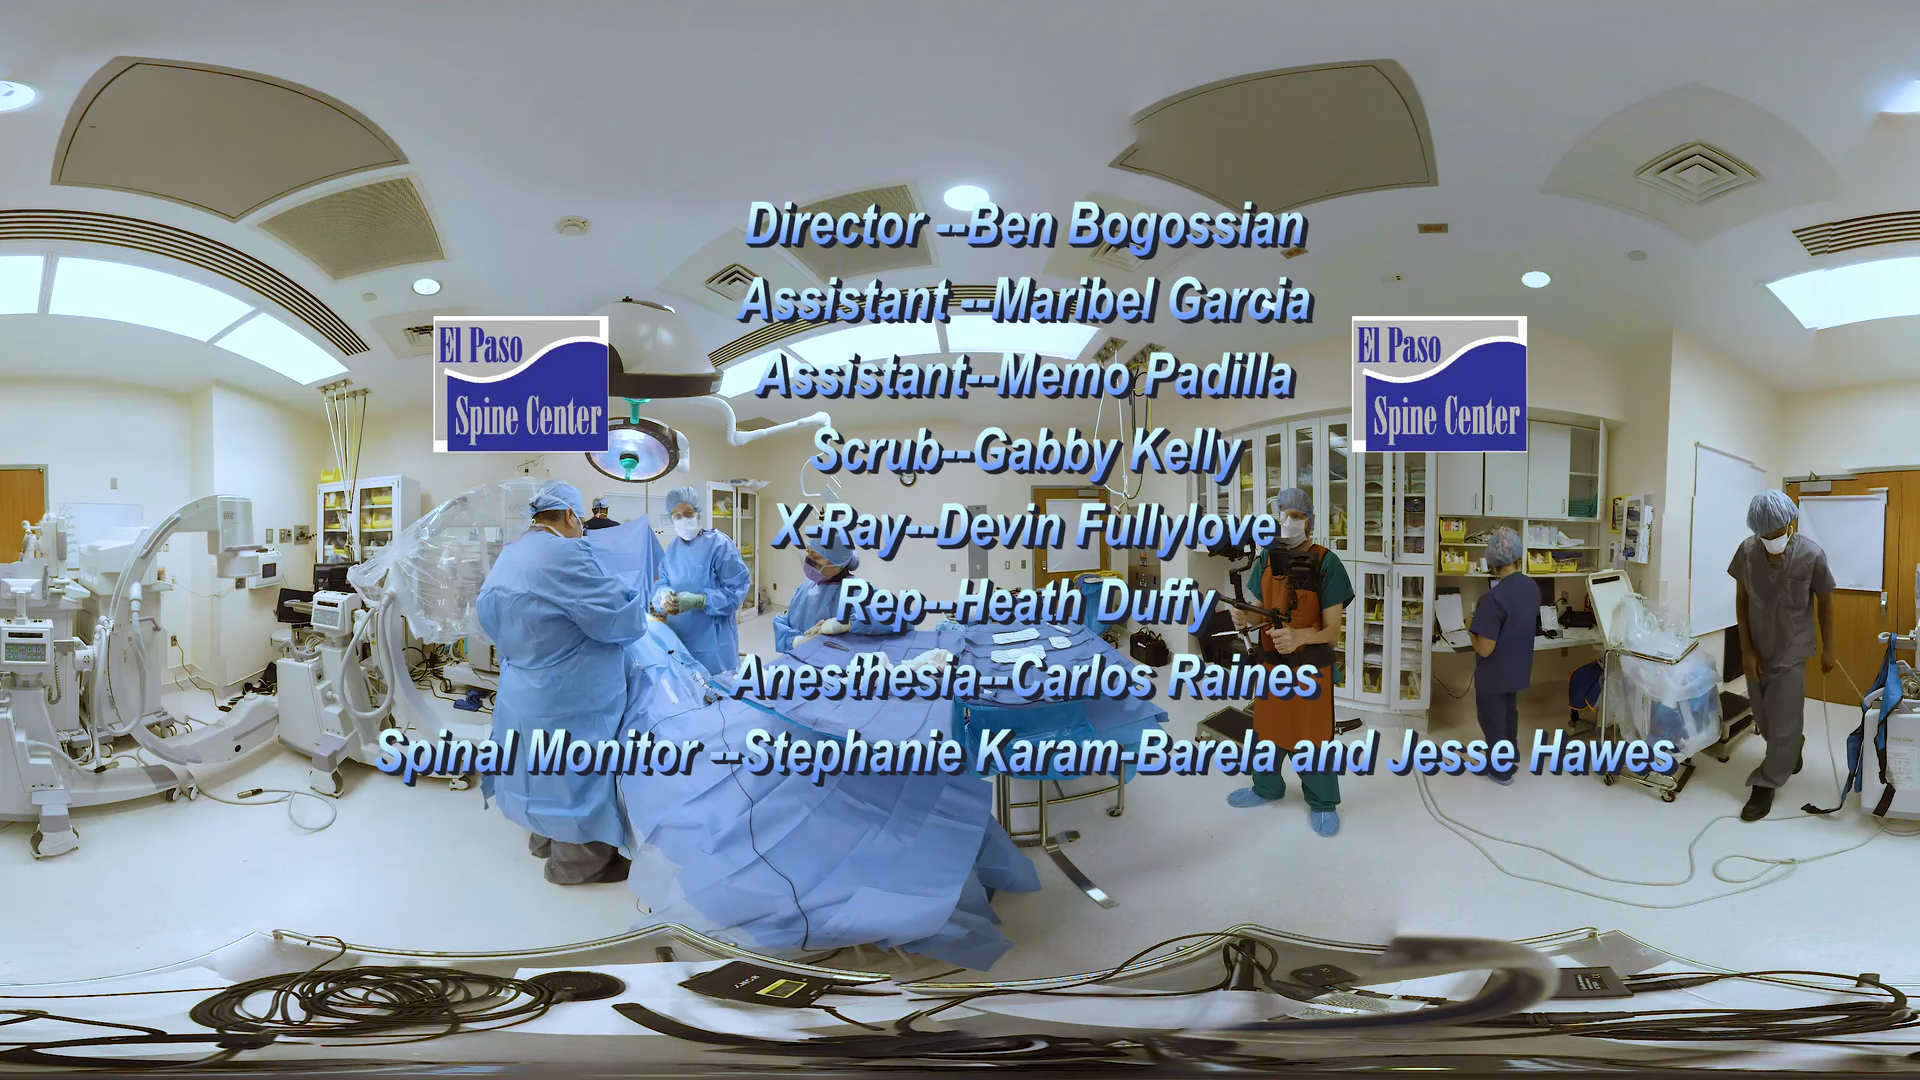 Director --Ben Bogossian
Assistant --Maribel Garcia
El Paso
Spine Center
El Paso
Spine Center
Assistant--Memo Padilla
Scrub--Gabby Kelly
X-Ray--Devin Fullylove
Rep--Heath Duffy
Anesthesia--Carlos Raines
Spinal Monitor --Stephanie Karam-Barela and Jesse Hawes